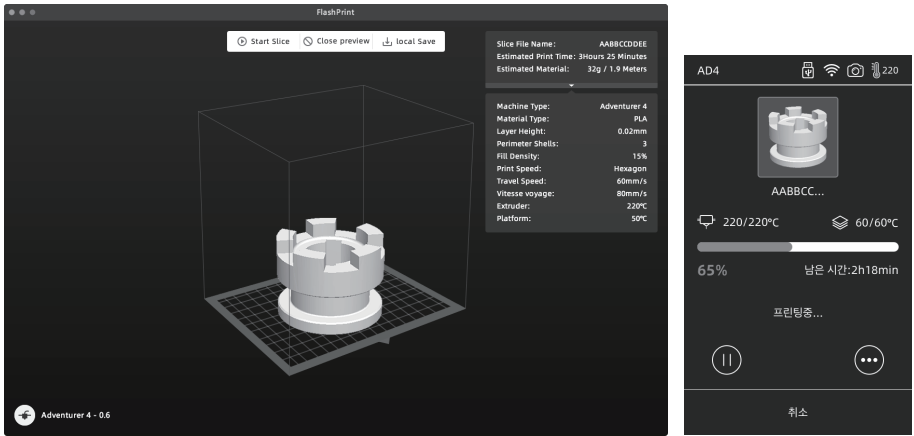 FlashPrint
Start Slice Close preview local Save
Slice File Name: AABBCCDDEE
Estimated Print Time: 3Hours 25 Minutes
Estimated Material: 32g / 1.9 Meters
Machine Type: Adventurer 4
Material Type: PLA
Layer Height: 0.02mm
Perimeter Shells: 3
Fill Density: 15%
Print Speed: Hexagon
Travel Speed: 60mm/s
Vitesse voyage: 80mm/s
Extruder: 220℃
Platform: 50℃
Adventurer 4 - 0.6
AD4 220
AABBCC...
220/220℃ 60/60℃
65% 남은 시간:2h18min
프린팅중...
취소